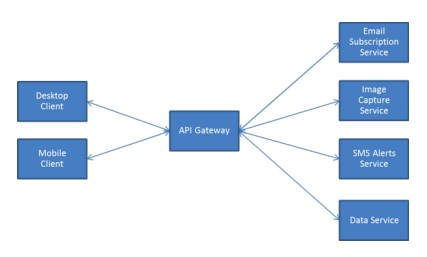 Email
Subscription
Service
Desktop
Client
Image
Capture
Service
API Gateway
Mobile
Client
SMS Alerts
Service
Data Service